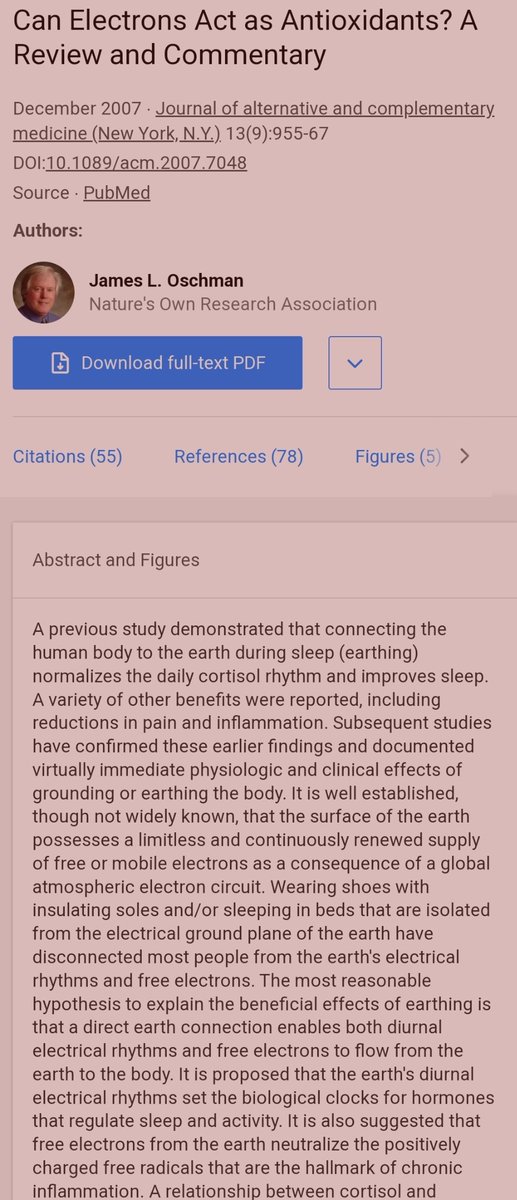 Can Electrons Act as Antioxidants? A
Review and Commentary
December 2007 · Journal of alternative and complementary
medicine (New York, N.Y.) 13(9):955-67
DOI:10.1089/acm.2007.7048
Source · PubMed
Authors:
James L. Oschman
Nature's Own Research Association
Download full-text PDF
Citations (55)
References (78)
Figures (5)
Abstract and Figures
A previous study demonstrated that connecting the
human body to the earth during sleep (earthing)
normalizes the daily cortisol rhythm and improves sleep.
A variety of other benefits were reported, including
reductions in pain and inflammation. Subsequent studies
have confirmed these earlier findings and documented
virtually immediate physiologic and clinical effects of
grounding or earthing the body. It is well established,
though not widely known, that the surface of the earth
possesses a limitless and continuously renewed supply
of free or mobile electrons as a consequence of a global
atmospheric electron circuit. Wearing shoes with
insulating soles and/or sleeping in beds that are isolated
from the electrical ground plane of the earth have
disconnected most people from the earth's electrical
rhythms and free electrons. The most reasonable
hypothesis to explain the beneficial effects of earthing is
that a direct earth connection enables both diurnal
electrical rhythms and free electrons to flow from the
earth to the body. It is proposed that the earth's diurnal
electrical rhythms set the biological clocks for hormones
that regulate sleep and activity. It is also suggested that
free electrons from the earth neutralize the positively
charged free radicals that are the hallmark of chronic
inflammation. A relationship between cortisol and